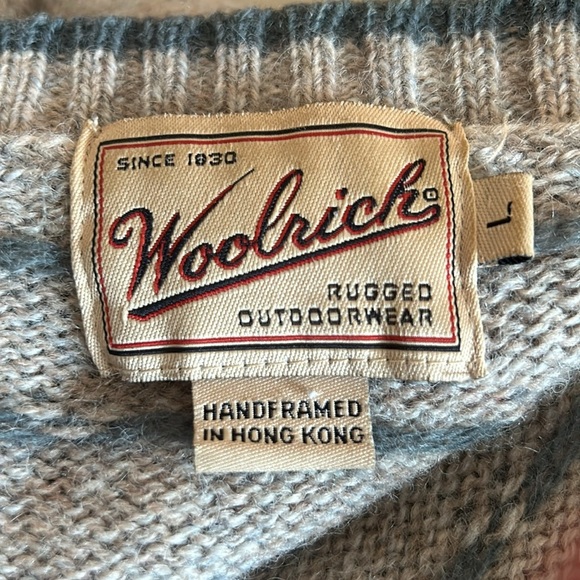 SINCE 1830
Woolrich®
L
RUGGED
OUTDOORWEAR
HANDFRAMED
IN HONG KONG